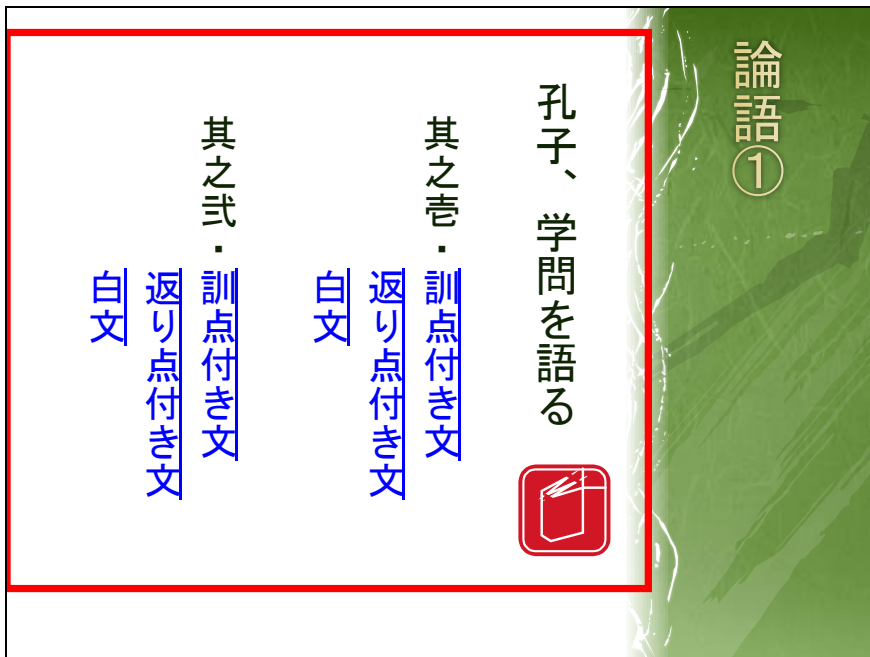 論語①
孔子、学問を語る
其之壱・訓点付き文
返り点付き文
白文
其之弐・訓点付き文
返り点付き文
白文